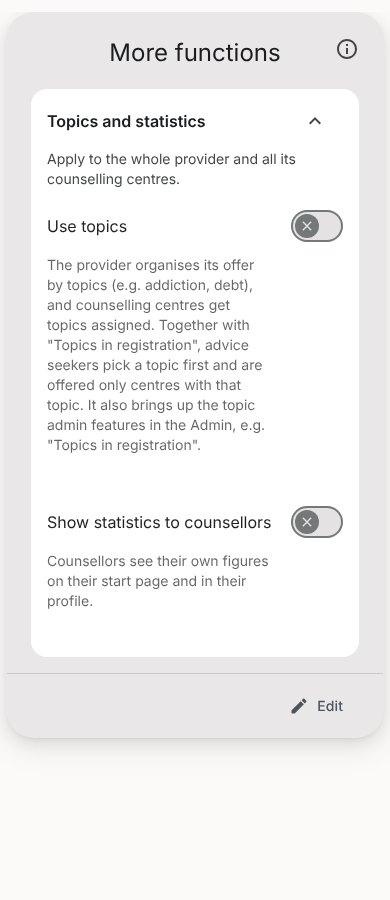 More functions
Topics and statistics
Apply to the whole provider and all its
counselling centres.
Use topics
The provider organises its offer
by topics (e.g. addiction, debt),
and counselling centres get
topics assigned. Together with
"Topics in registration", advice
seekers pick a topic first and are
offered only centres with that
topic. It also brings up the topic
admin features in the Admin, e.g.
"Topics in registration".
Show statistics to counsellors
Counsellors see their own figures
on their start page and in their
profile.
Edit